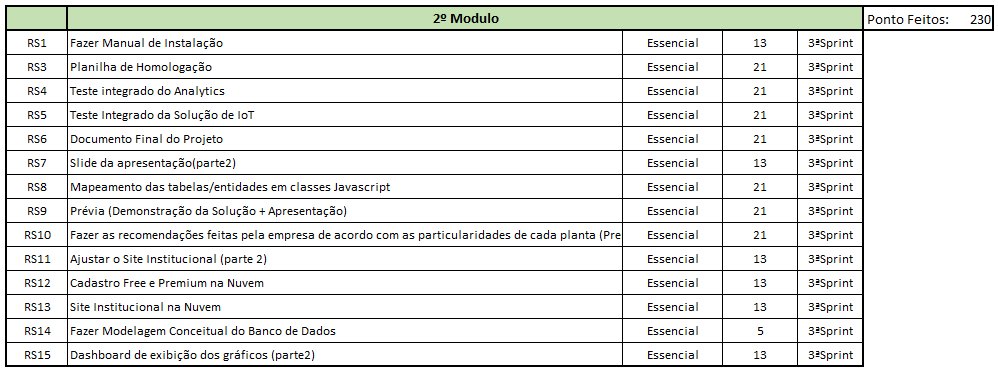 2º Modulo Ponto Feitos: 230
RS1 Fazer Manual de Instalação Essencial 13 3ªSprint
RS3 Planilha de Homologação Essencial 21 3ªSprint
RS4 Teste integrado do Analytics Essencial 21 3ªSprint
RS5 Teste Integrado da Solução de IoT Essencial 21 3ªSprint
RS6 Documento Final do Projeto Essencial 21 3ªSprint
RS7 Slide da apresentação(parte2) Essencial 13 3ªSprint
RS8 Mapeamento das tabelas/entidades em classes Javascript Essencial 21 3ªSprint
RS9 Prévia (Demonstração da Solução + Apresentação) Essencial 21 3ªSprint
RS10 Fazer as recomendações feitas pela empresa de acordo com as particularidades de cada planta (Pre Essencial 21 3ªSprint
RS11 Ajustar o Site Institucional (parte 2) Essencial 13 3ªSprint
RS12 Cadastro Free e Premium na Nuvem Essencial 13 3ªSprint
RS13 Site Institucional na Nuvem Essencial 13 3ªSprint
RS14 Fazer Modelagem Conceitual do Banco de Dados Essencial 5 3ªSprint
RS15 Dashboard de exibição dos gráficos (parte2) Essencial 13 3ªSprint